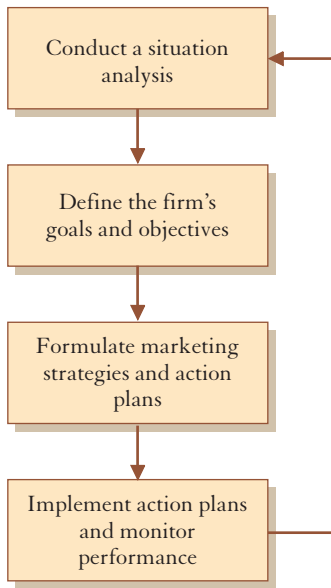 Conduct a situation
analysis
Define the firm’s
goals and objectives
Formulate marketing
strategies and action
plans
Implement action plans
and monitor
performance